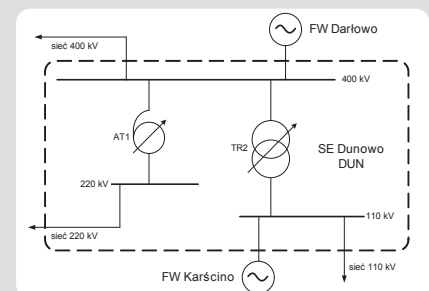 FW Darłowo
sieć 400 kV
400 kV
AT1
TR2
SE Dunowo
DUN
220 kV
110 kV
sieć 220 kV
sieć 110 kV
FW Karścino